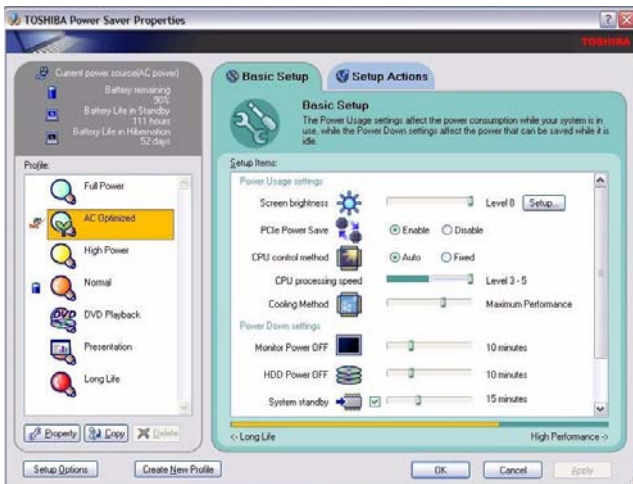 TOSHIBA Power Saver Properties
TOSHIBA
Current power source(AC power)
Battery remaining
90%
Battery Life in Standby
111 hours
Battery Life in Hibernation
52 days
Profile:
Full Power
AC Optimized
High Power
Normal
DVD Playback
Presentation
Long Life
Property
Copy
Delete
Setup Options
Create New Profile
Basic Setup
Setup Actions
Basic Setup
The Power Usage settings affect the power consumption while your system is in
use, while the Power Down settings affect the power that can be saved while it is
idle.
Setup Items:
Power Usage settings
Screen brightness Level 8 Setup...
PCIe Power Save Enable Disable
CPU control method Auto Fixed
CPU processing speed Level 3 - 5
Cooling Method Maximum Performance
Power Down settings
Monitor Power OFF 10 minutes
HDD Power OFF 10 minutes
System standby 15 minutes
<- Long Life High Performance ->
OK Cancel Apply